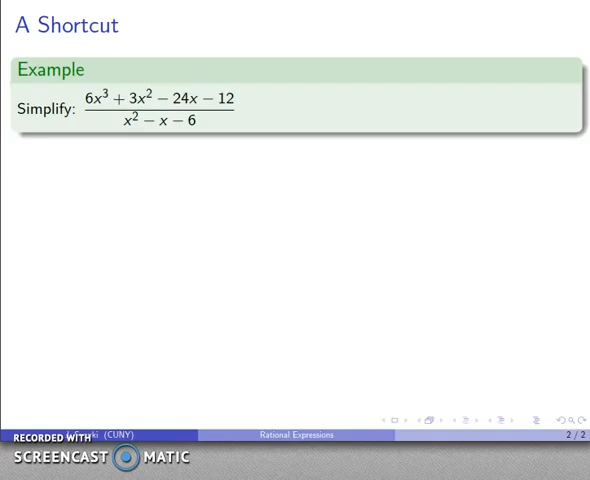 A Shortcut
Example
Simplify: (6x³ + 3x² − 24x − 12) / (x² − x − 6)
(CUNY) Rational Expressions 2 / 2
RECORDED WITH
SCREENCAST MATIC